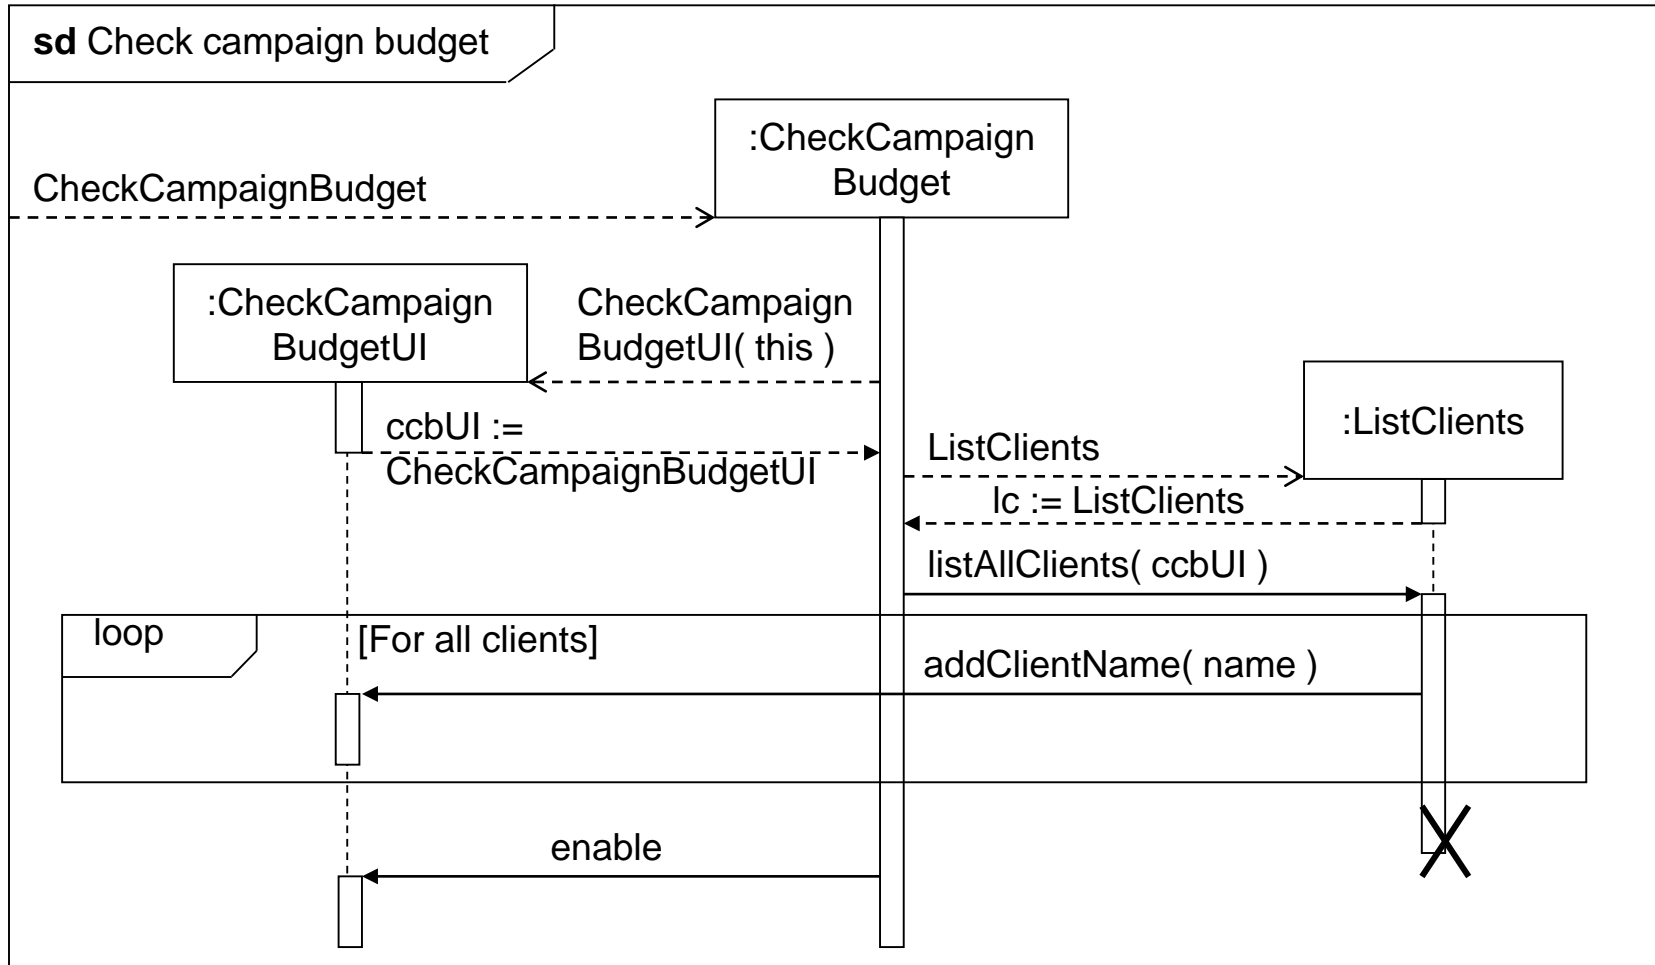 sd Check campaign budget
:CheckCampaign
Budget
CheckCampaignBudget
:CheckCampaign
BudgetUI
CheckCampaign
BudgetUI( this )
:ListClients
ccbUI :=
CheckCampaignBudgetUI
ListClients
lc := ListClients
listAllClients( ccbUI )
loop
[For all clients]
addClientName( name )
enable